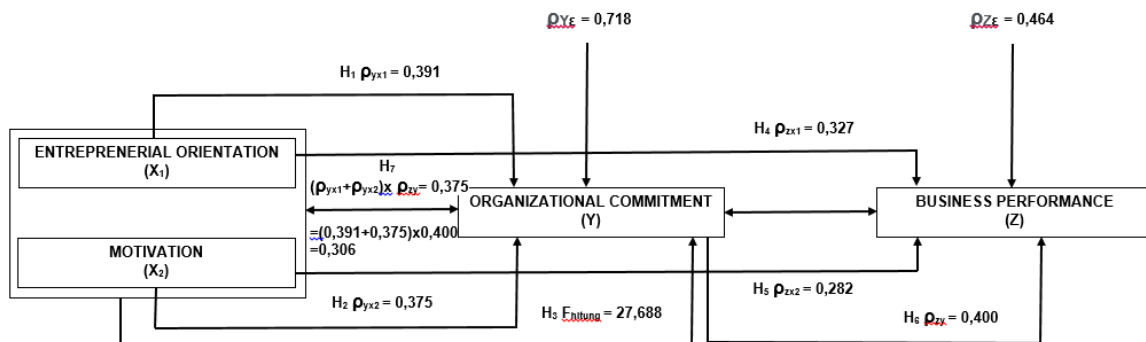 ρYε = 0,718
ρZε = 0,464
H₁ ρyx1 = 0,391
H₄ ρzx1 = 0,327
ENTREPRENERIAL ORIENTATION
(X₁)
H₇
(ρyx1+ρyx2)x ρzy= 0,375
=(0,391+0,375)x0,400
=0,306
ORGANIZATIONAL COMMITMENT
(Y)
BUSINESS PERFORMANCE
(Z)
MOTIVATION
(X₂)
H₂ ρyx2 = 0,375
H₃ Fhitung = 27,688
H₅ ρzx2 = 0,282
H₆ ρzy = 0,400